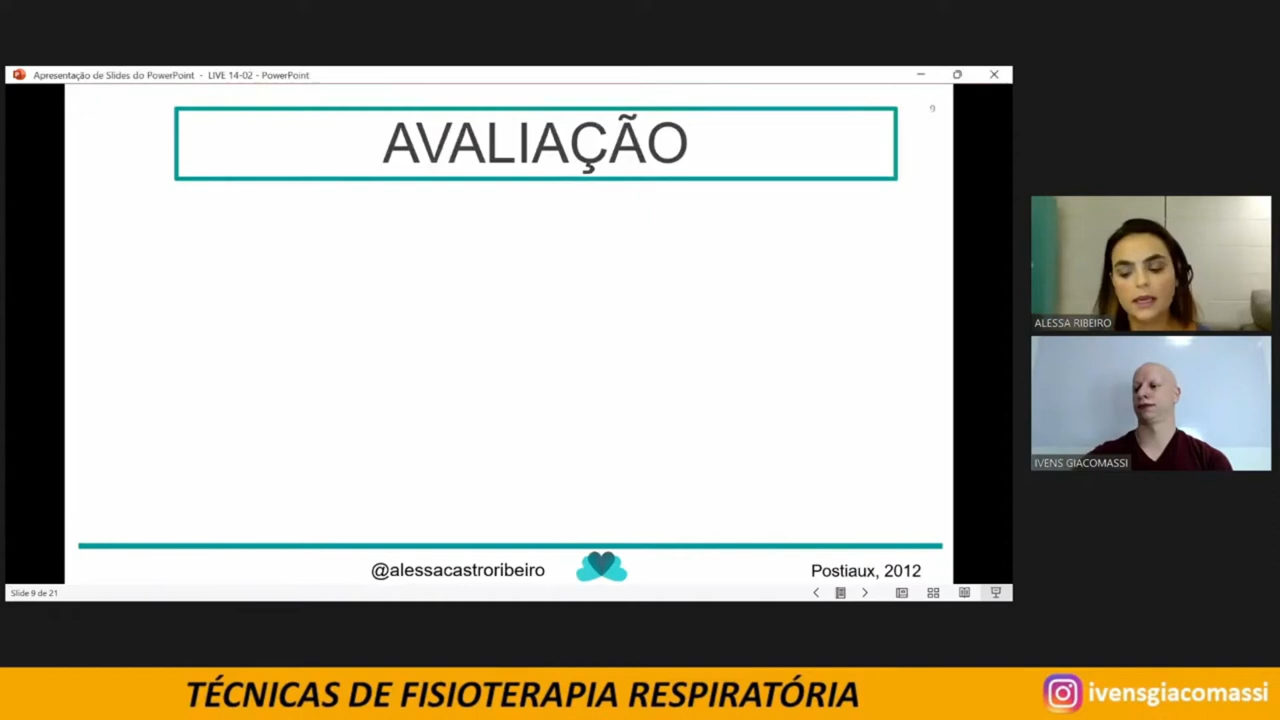 Apresentação de Slides do PowerPoint - LIVE 14-02 - PowerPoint
9
AVALIAÇÃO
@alessacastroribeiro
Postiaux, 2012
Slide 9 de 21
ALESSA RIBEIRO
IVENS GIACOMASSI
TÉCNICAS DE FISIOTERAPIA RESPIRATÓRIA
ivensgiacomassi